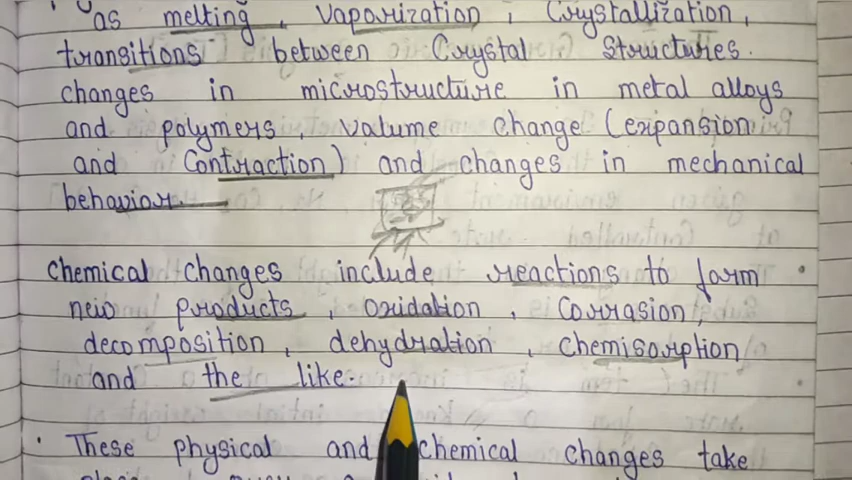 as melting, Vaporization, Crystallization,
transitions between Crystal Structures.
changes in microstructure in metal alloys
and polymers, valume change (expansion
and Contraction) and changes in mechanical
behavior.
chemical changes include reactions to form
new products, oxidation, Corrasion,
decomposition, dehydration, chemisorption
and the like.
• These physical and chemical changes take